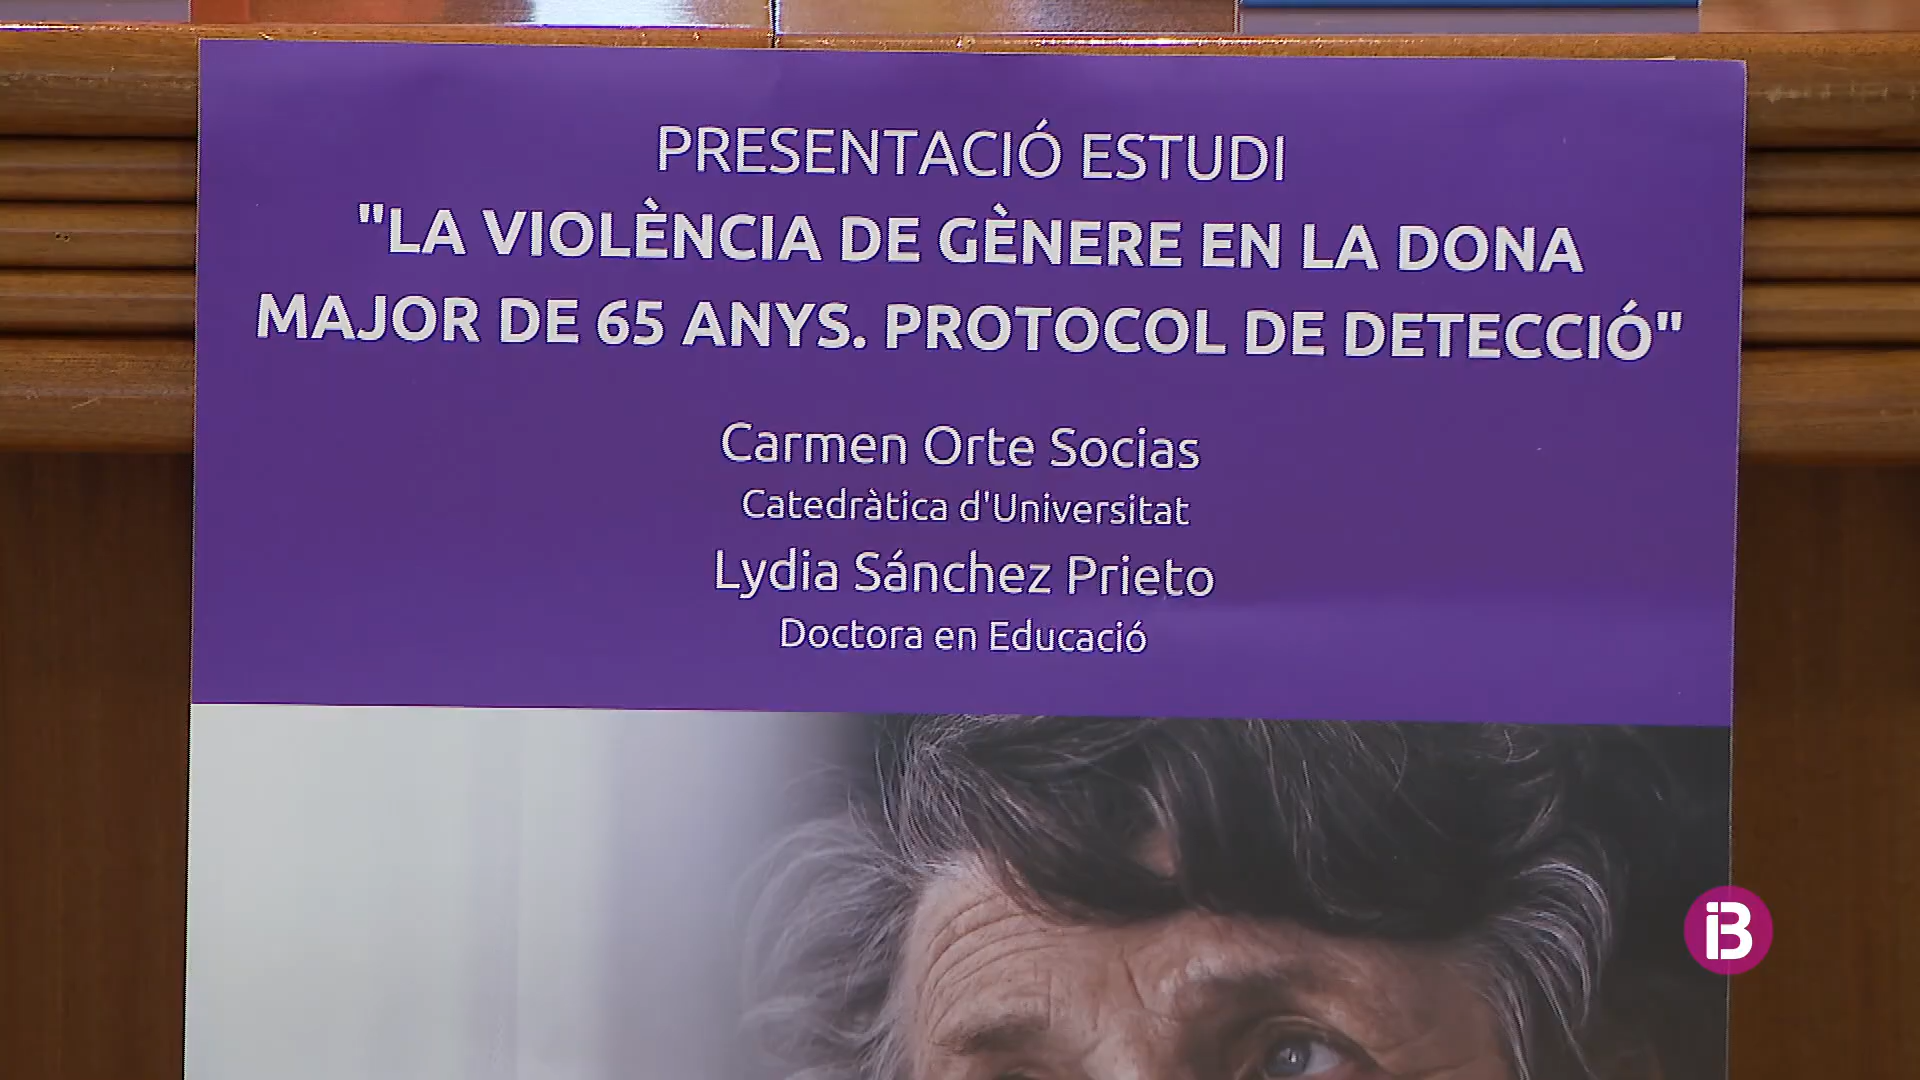 PRESENTACIÓ ESTUDI
"LA VIOLÈNCIA DE GÈNERE EN LA DONA
MAJOR DE 65 ANYS. PROTOCOL DE DETECCIÓ"
Carmen Orte Socias
Catedràtica d'Universitat
Lydia Sánchez Prieto
Doctora en Educació
iB